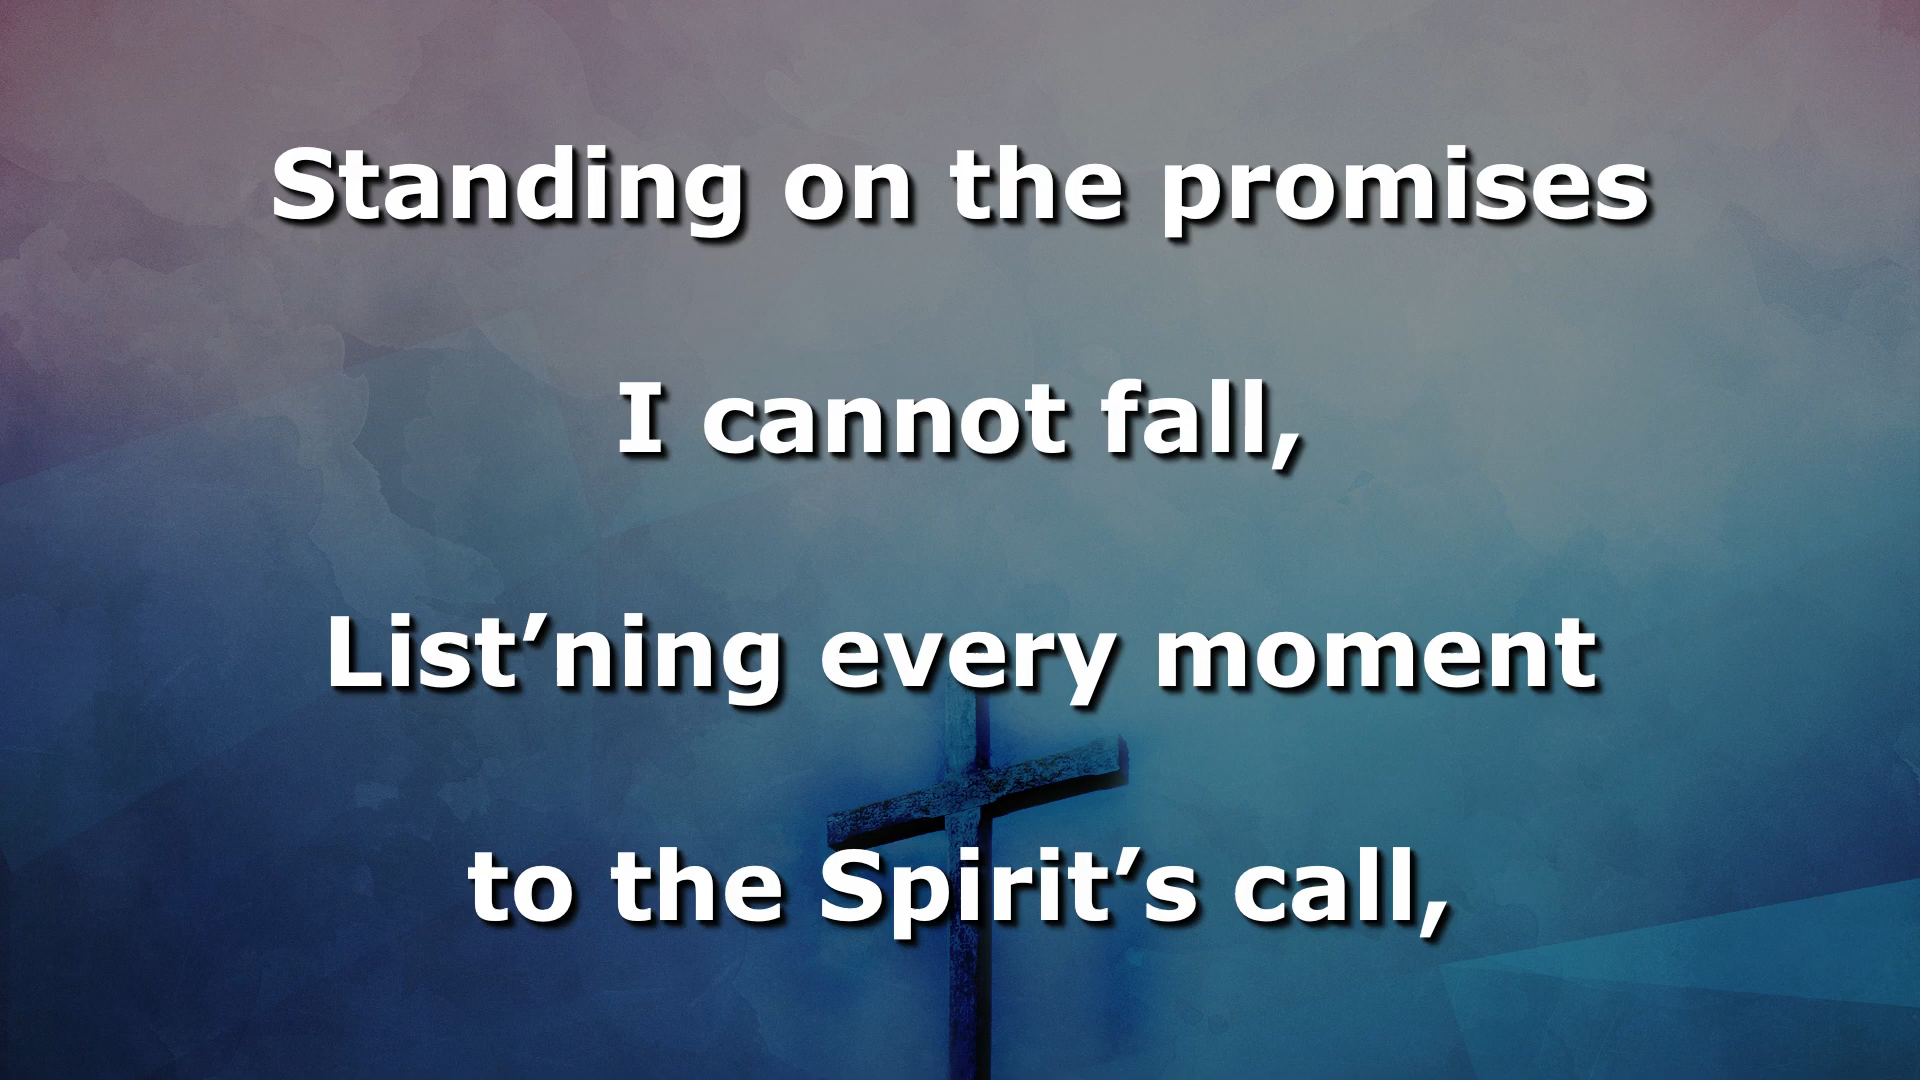 Standing on the promises
I cannot fall,
List’ning every moment
to the Spirit’s call,